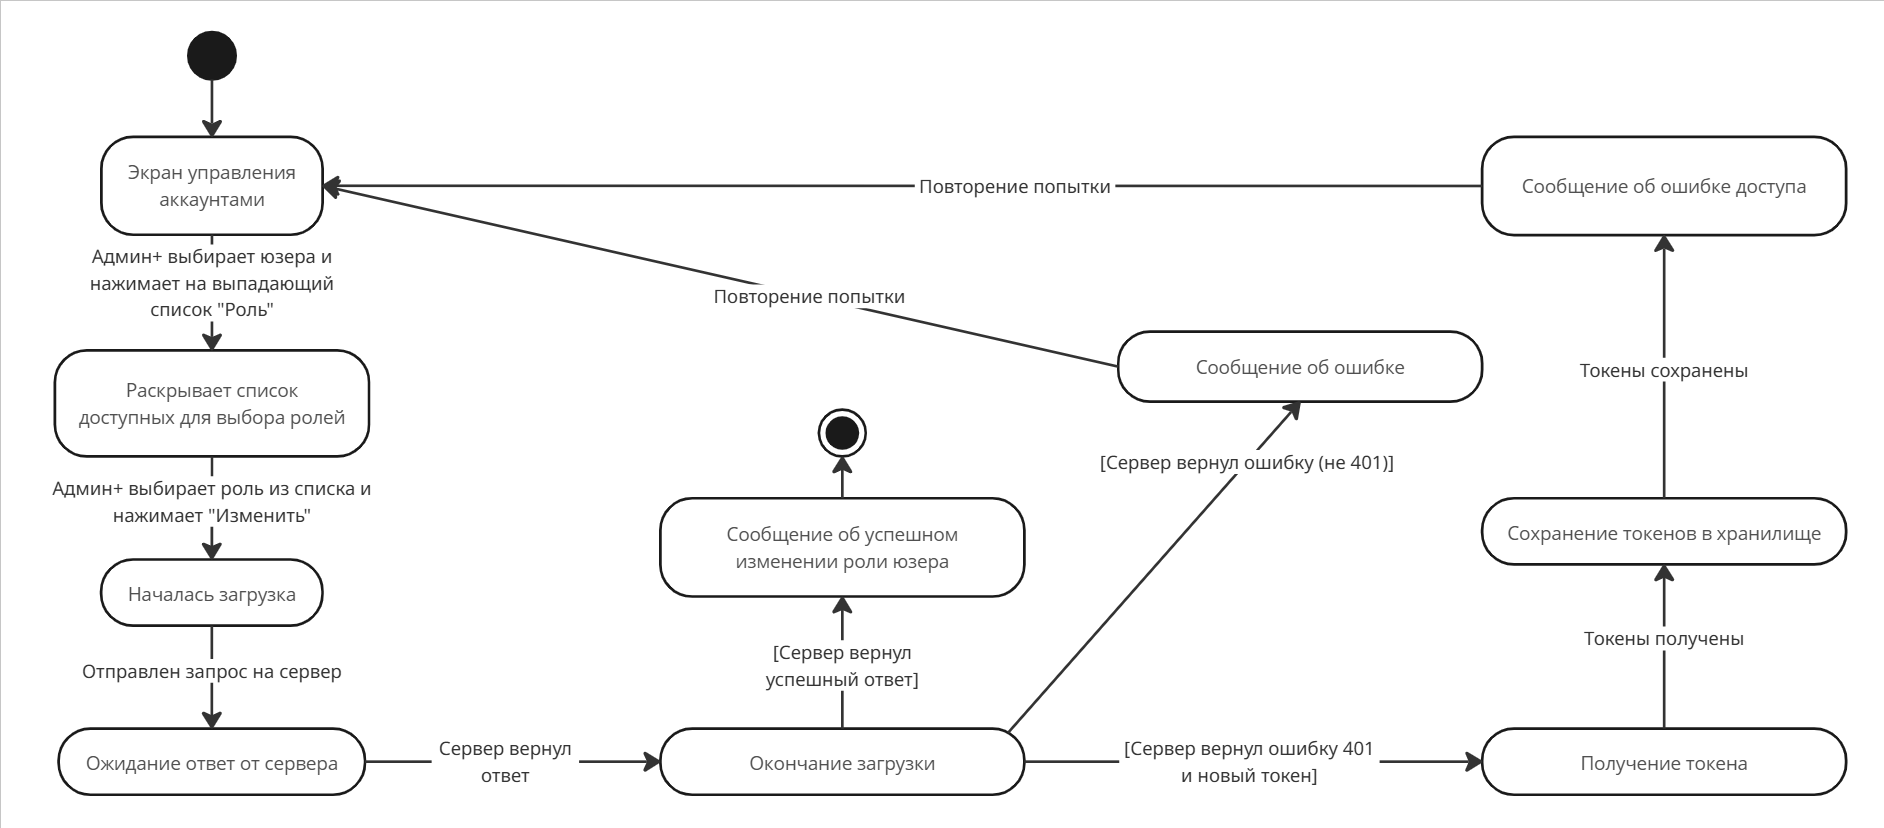 Экран управления
аккаунтами
Сообщение об ошибке доступа
Повторение попытки
Админ+ выбирает юзера и
нажимает на выпадающий
список "Роль"
Повторение попытки
Сообщение об ошибке
Токены сохранены
Раскрывает список
доступных для выбора ролей
[Сервер вернул ошибку (не 401)]
Админ+ выбирает роль из списка и
нажимает "Изменить"
Сообщение об успешном
изменении роли юзера
Сохранение токенов в хранилище
Началась загрузка
[Сервер вернул
успешный ответ]
Токены получены
Отправлен запрос на сервер
Ожидание ответ от сервера
Сервер вернул
ответ
Окончание загрузки
[Сервер вернул ошибку 401
и новый токен]
Получение токена